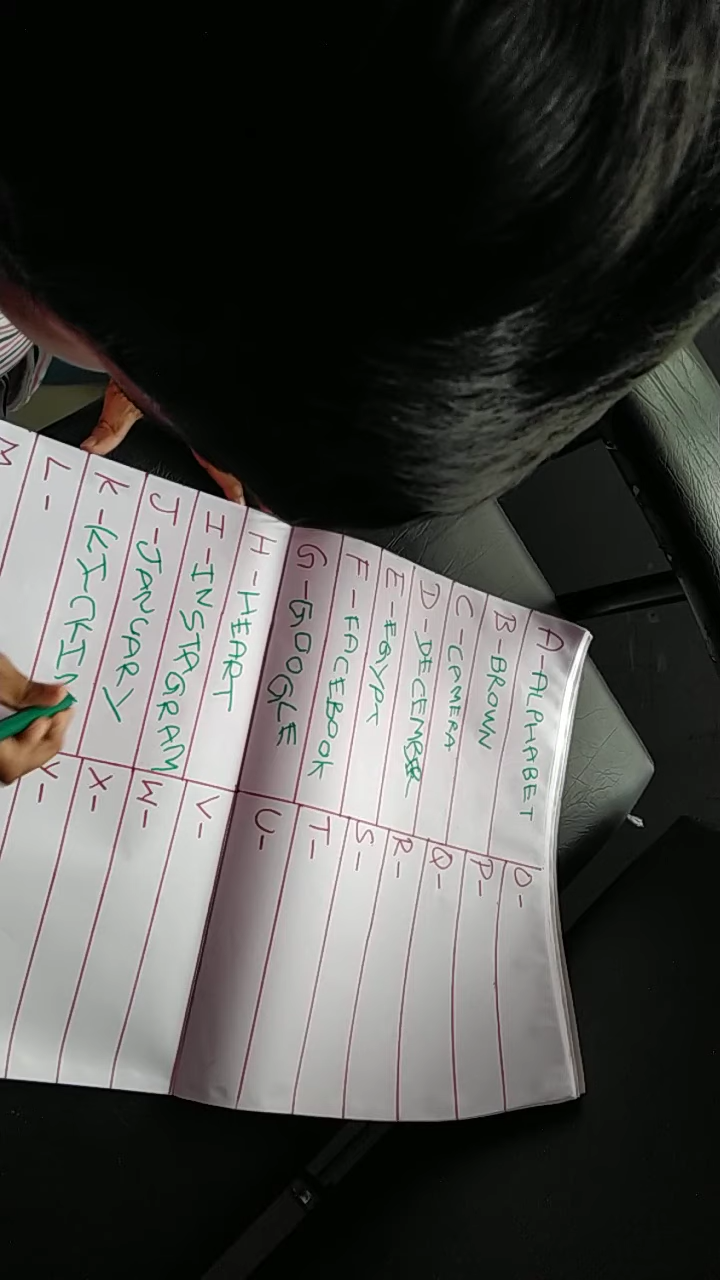 A-ALPHABET
B-BROWN
C-CAMERA
D-DECEMBER
E-EGYPT
F-FACEBOOK
G-GOOGLE
H-HEART
I-INSTAGRAM
J-JANUARY
K-KICKIN
L-
M
O-
P-
Q-
R-
S-
T-
U-
V-
W-
X-
Y-